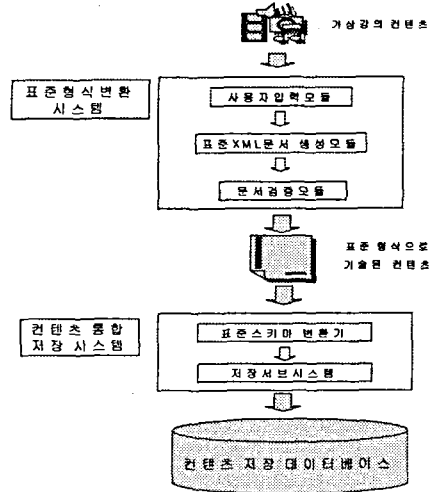 가상강의 컨텐츠
표준형식변환
시스템
사용자입력모듈
표준XML문서 생성모듈
문서검증모듈
표준 형식으로
기술된 컨텐츠
컨텐츠 통합
저장 시스템
표준스키마 변환기
저장서브시스템
컨텐츠 저장 데이터베이스